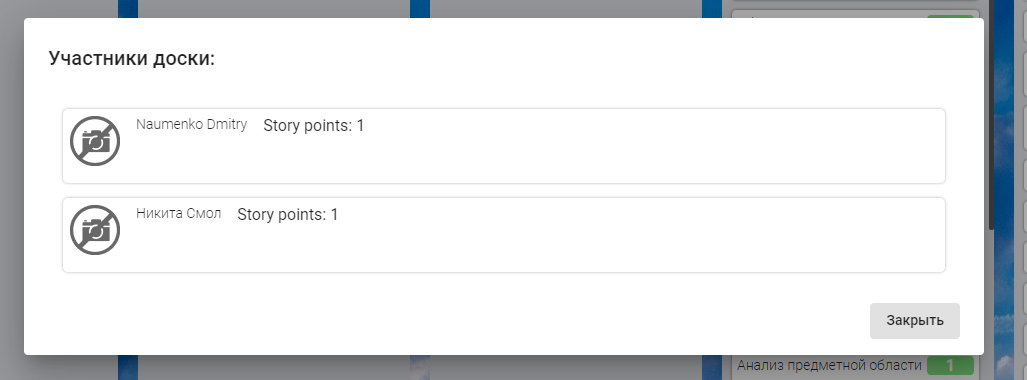 Участники доски:
Naumenko Dmitry Story points: 1
Никита Смол Story points: 1
Закрыть
Анализ предметной области 1